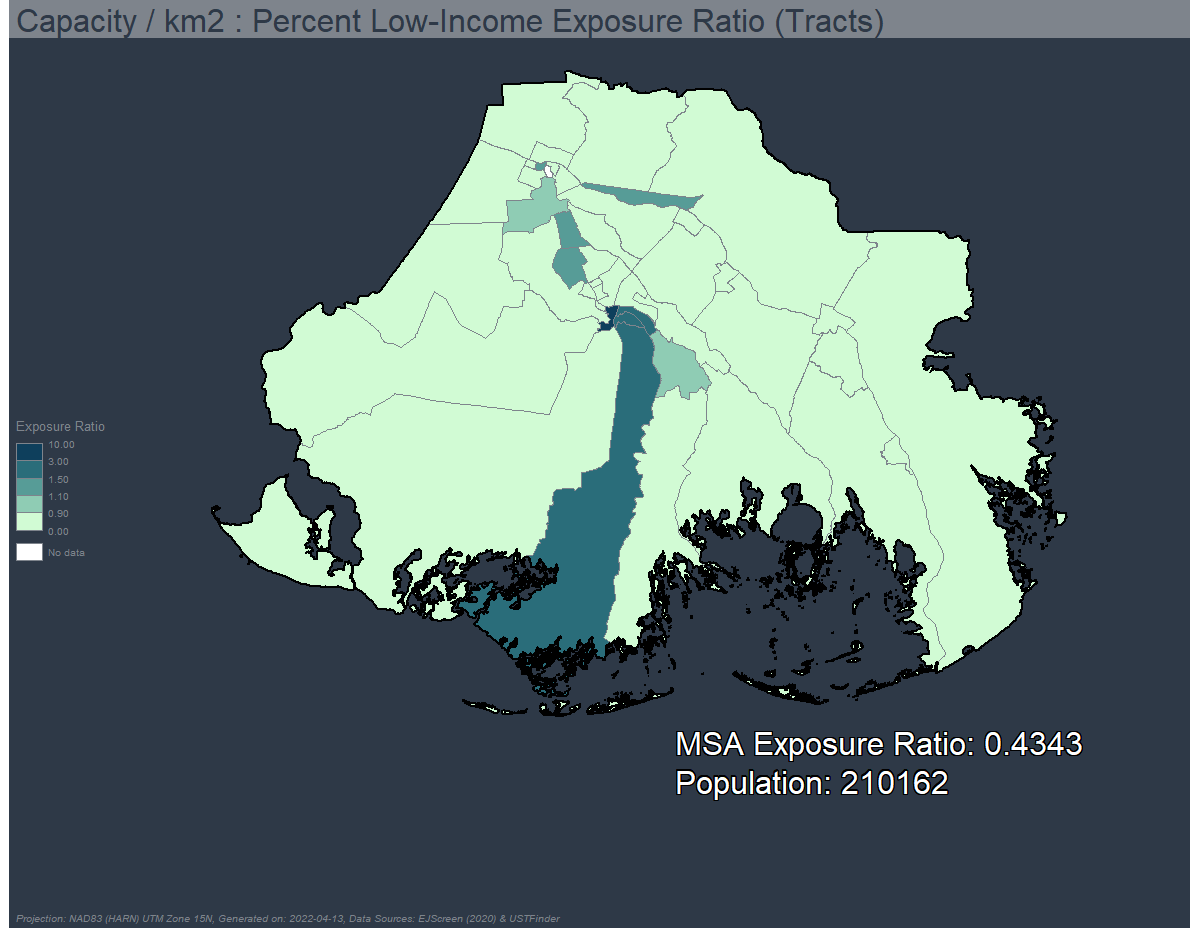 Capacity / km2 : Percent Low-Income Exposure Ratio (Tracts)
Exposure Ratio
10.00
3.00
1.50
1.10
0.90
0.00
No data
MSA Exposure Ratio: 0.4343
Population: 210162
Projection: NAD83 (HARN) UTM Zone 15N, Generated on: 2022-04-13, Data Sources: EJScreen (2020) & USTFinder